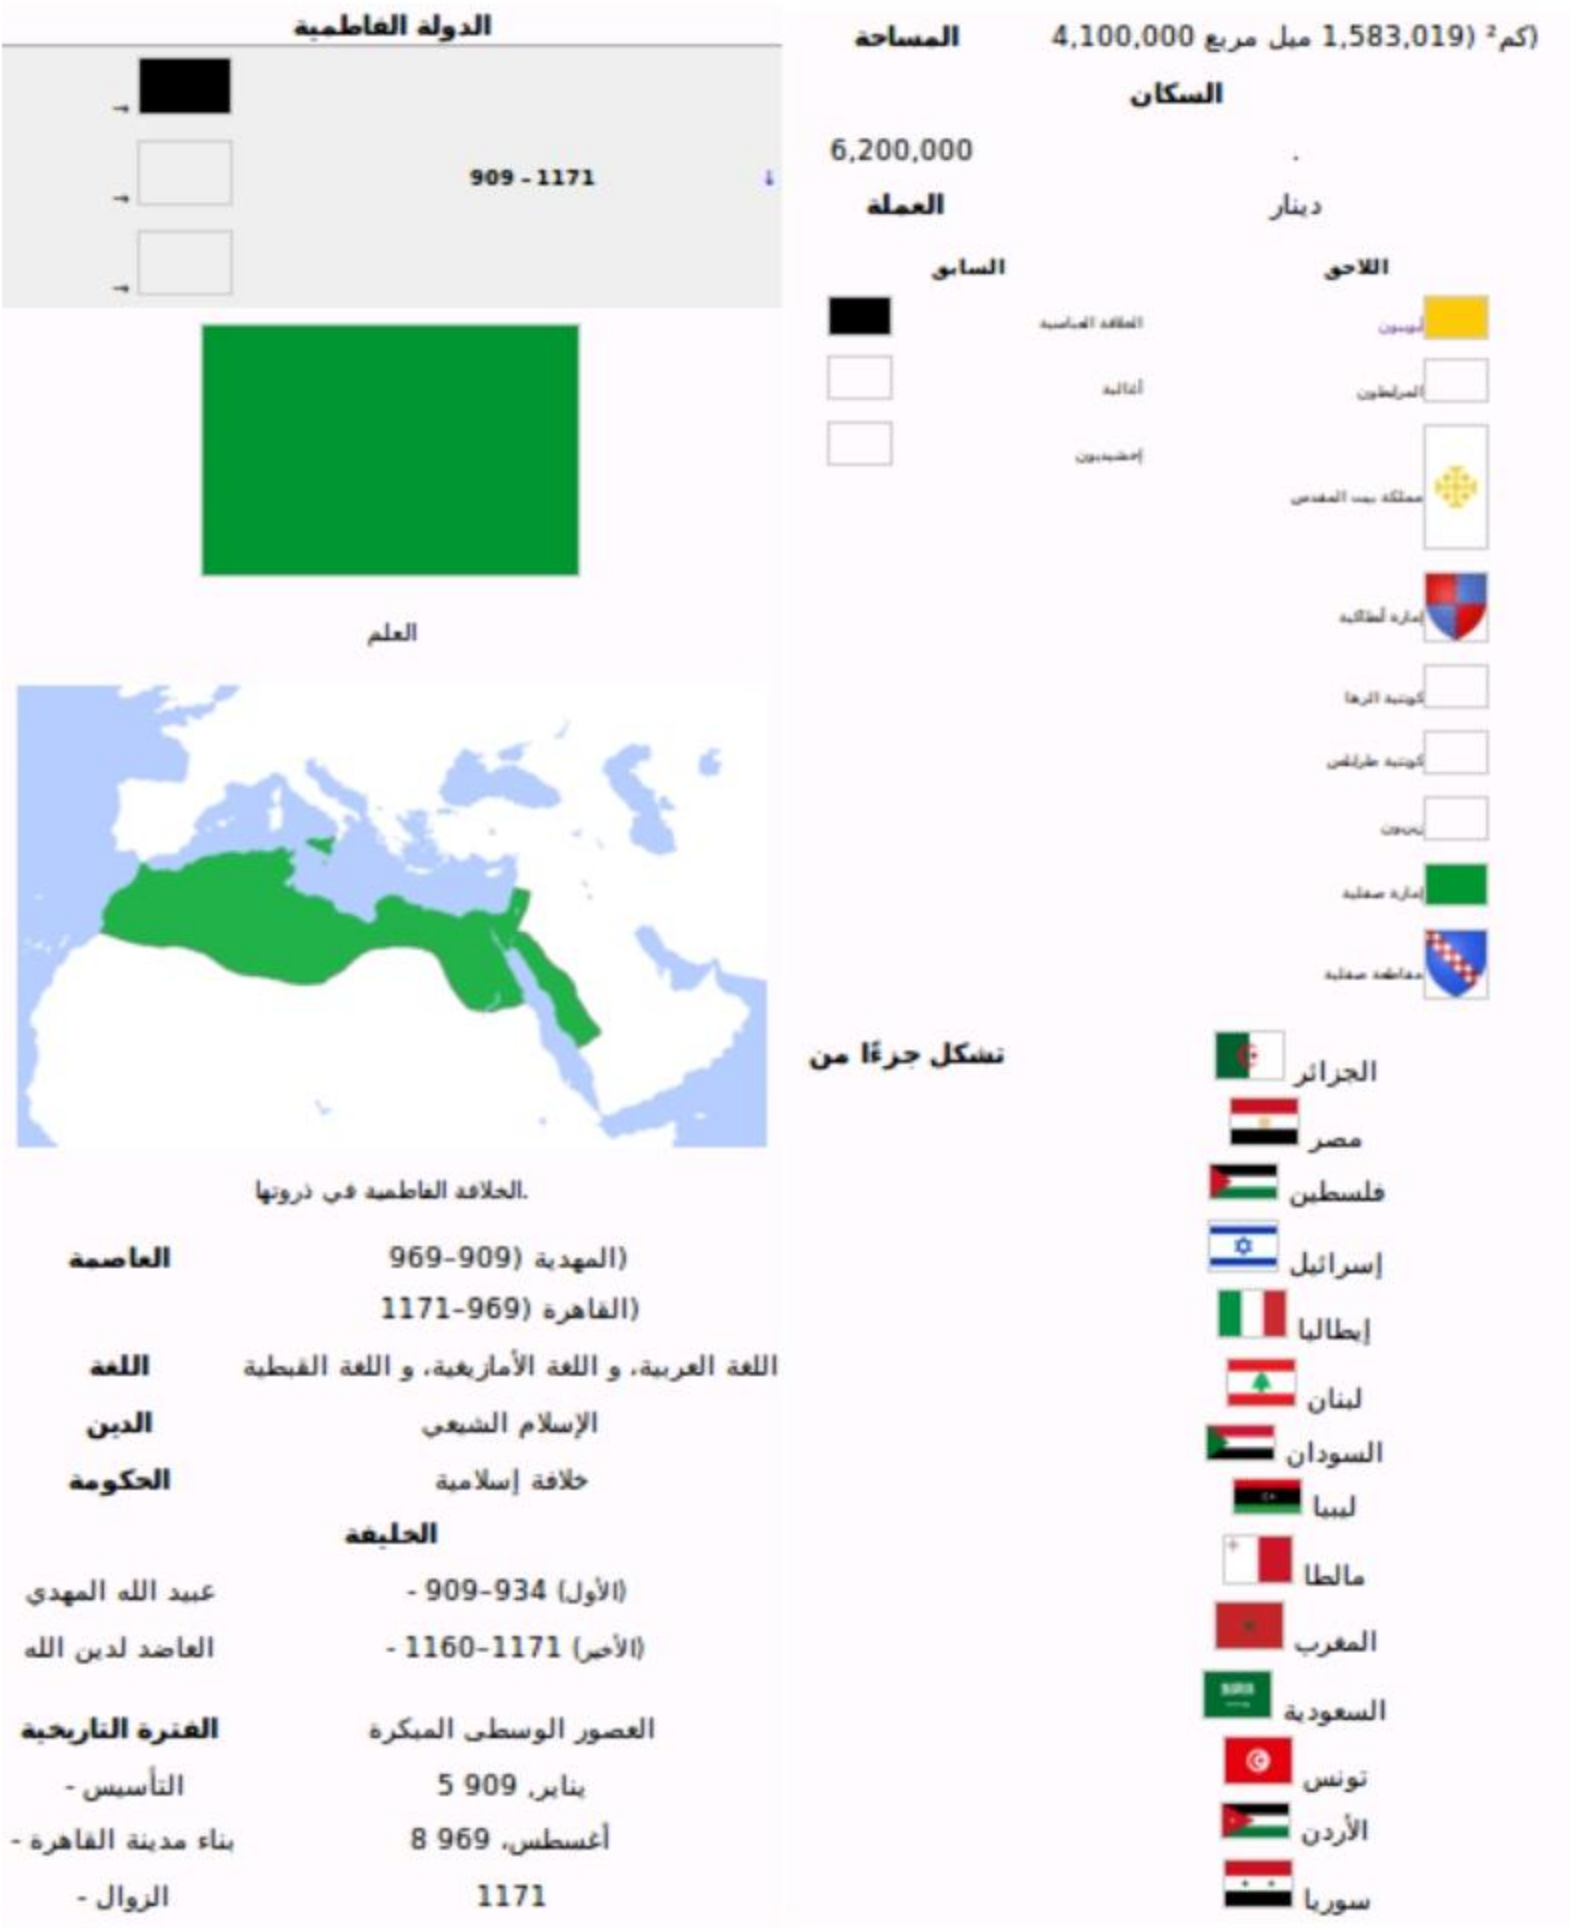 الدولة الفاطمية
→
→
909 – 1171
↓
→
العلم
الخلافة الفاطمية في ذروتها.
العاصمة
المهدية (909–969)
القاهرة (969–1171)
اللغة
اللغة العربية، و اللغة الأمازيغية، و اللغة القبطية
الدين
الإسلام الشيعي
الحكومة
خلافة إسلامية
الخليفة
عبيد الله المهدي
- 909–934 (الأول)
العاضد لدين الله
- 1160–1171 (الأخير)
الفترة التاريخية
العصور الوسطى المبكرة
التأسيس -
5 يناير, 909
بناء مدينة القاهرة -
8 أغسطس، 969
الزوال -
1171
المساحة
4,100,000 كم² (1,583,019 ميل مربع)
السكان
6,200,000
.
العملة
دينار
السابق
الخلافة العباسية
أغالبة
إخشيديون
اللاحق
أيوبيون
المرابطون
مملكة بيت المقدس
إمارة أنطاكية
كونتية الرها
كونتية طرابلس
زيريون
إمارة صقلية
مقاطعة صقلية
تشكل جزءًا من
الجزائر
مصر
فلسطين
إسرائيل
إيطاليا
لبنان
السودان
ليبيا
مالطا
المغرب
السعودية
تونس
الأردن
سوريا